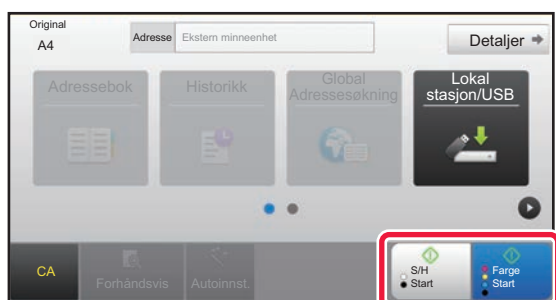 Original
A4
Adresse
Ekstern minneenhet
Detaljer
Adressebok
Historikk
Global
Adressesøkning
Lokal
stasjon/USB
CA
Forhåndsvis
Autoinnst.
S/H
Start
Farge
Start